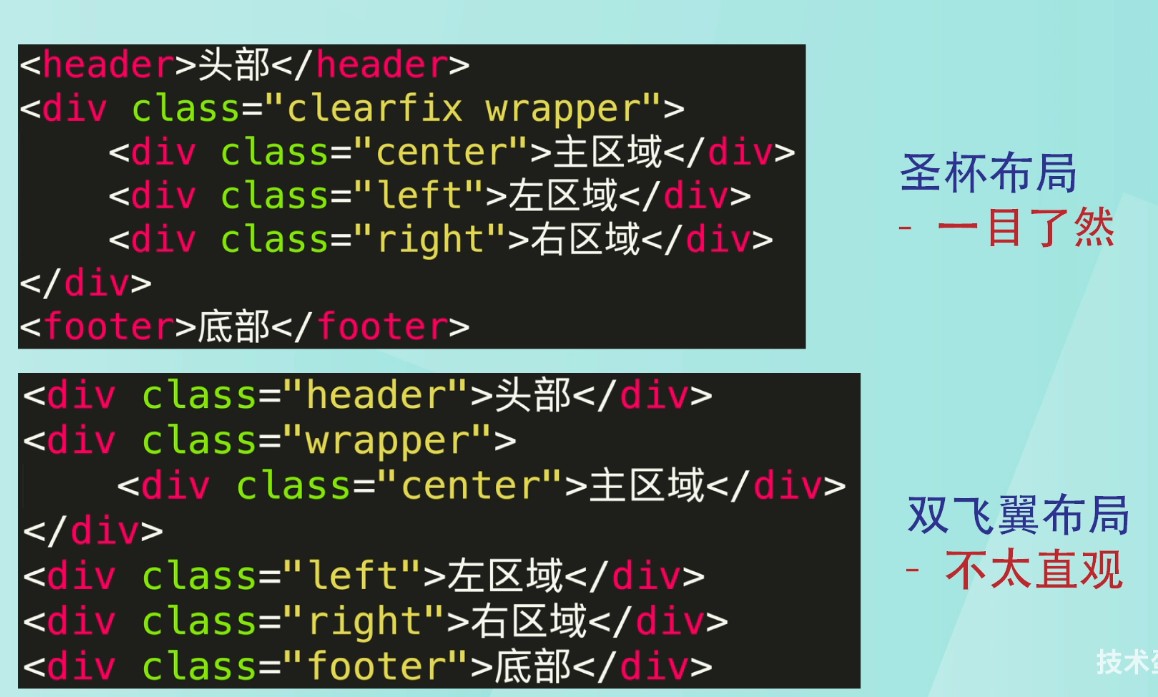 <header>头部</header>
<div class="clearfix wrapper">
<div class="center">主区域</div>
<div class="left">左区域</div>
<div class="right">右区域</div>
</div>
<footer>底部</footer>
圣杯布局
- 一目了然
<div class="header">头部</div>
<div class="wrapper">
<div class="center">主区域</div>
</div>
<div class="left">左区域</div>
<div class="right">右区域</div>
<div class="footer">底部</div>
双飞翼布局
- 不太直观
技术